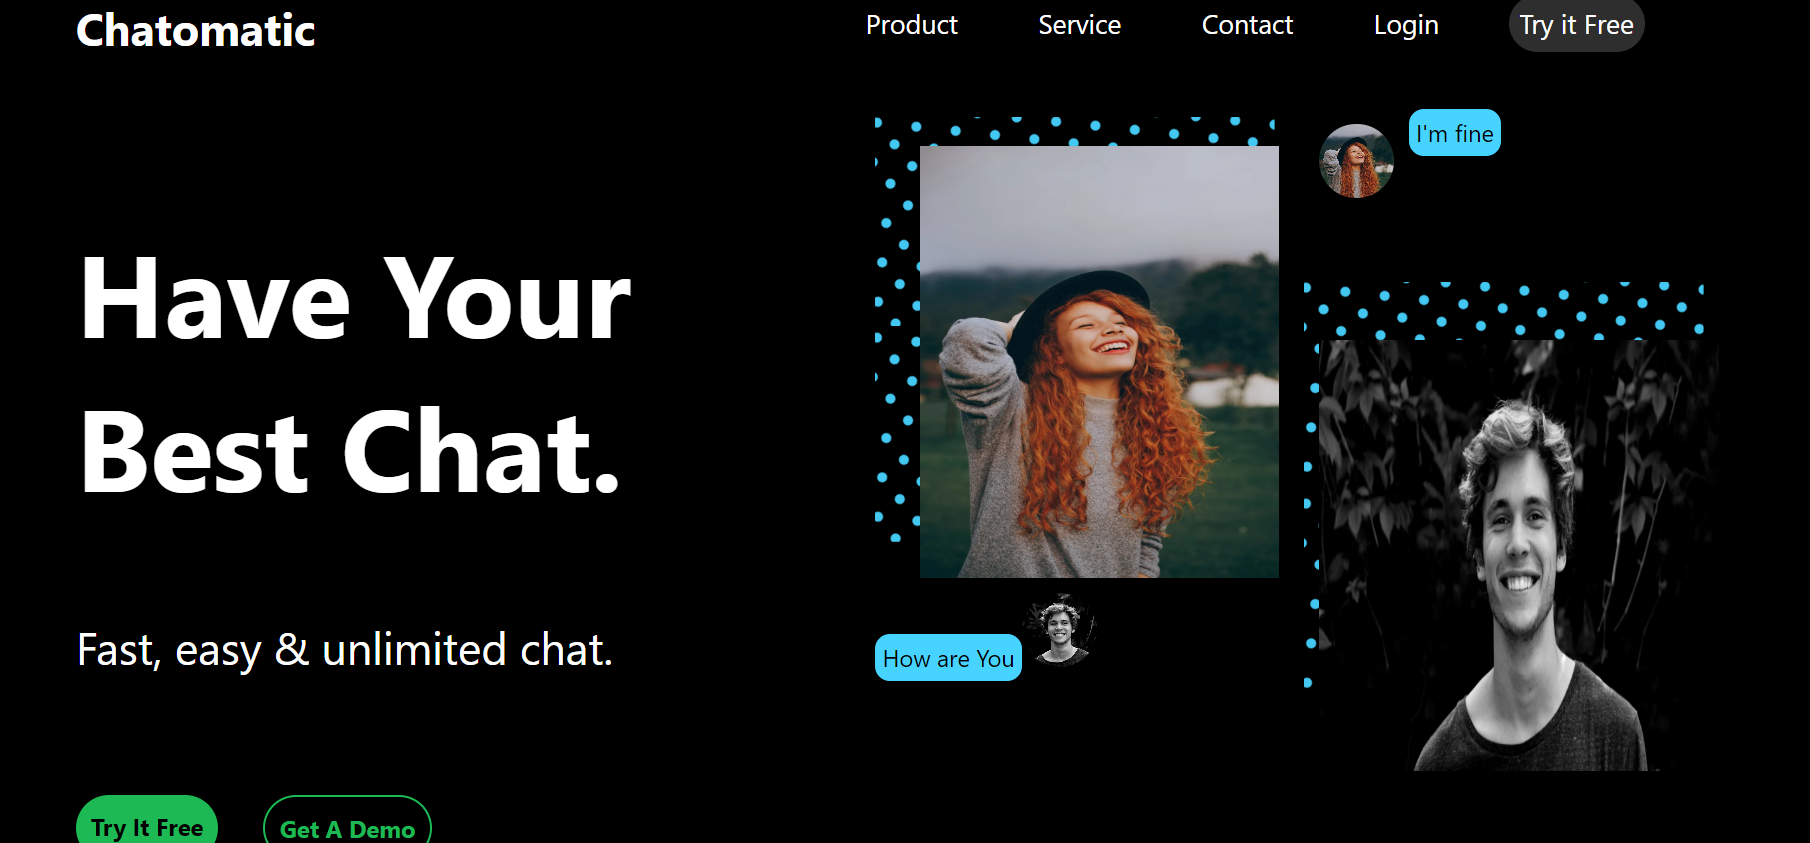 Chatomatic
Product Service Contact Login Try it Free
I'm fine
Have Your
Best Chat.
Fast, easy & unlimited chat.
How are You
Try It Free Get A Demo